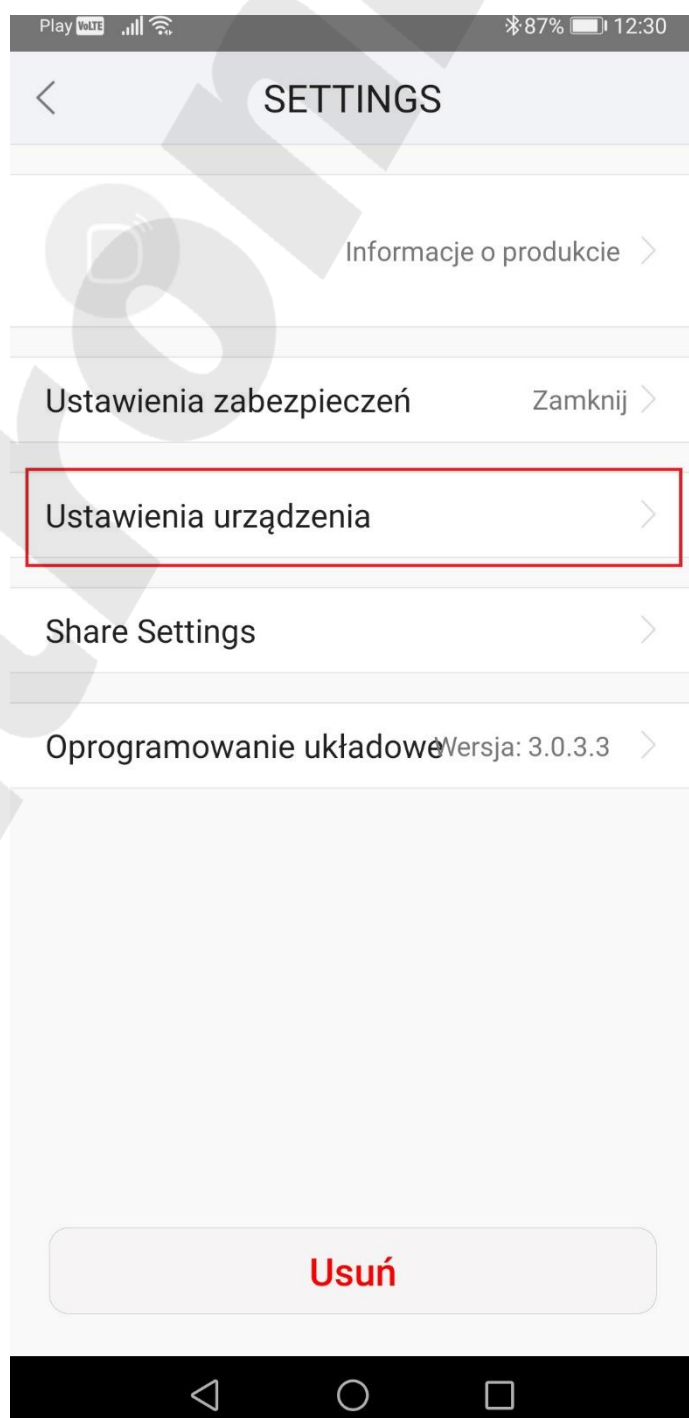 Play VoLTE 87% 12:30
SETTINGS
Informacje o produkcie
Ustawienia zabezpieczeń Zamknij
Ustawienia urządzenia
Share Settings
Oprogramowanie układowe Wersja: 3.0.3.3
Usuń